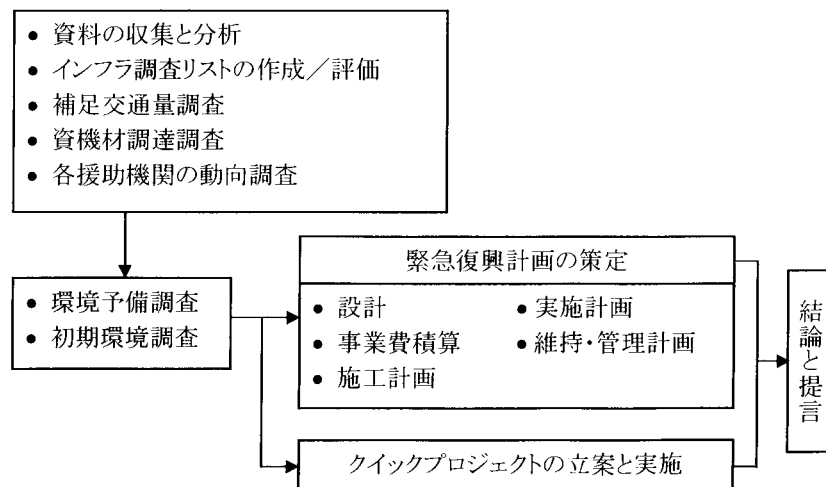 ● 資料の収集と分析
● インフラ調査リストの作成／評価
● 補足交通量調査
● 資機材調達調査
● 各援助機関の動向調査
● 環境予備調査
● 初期環境調査
緊急復興計画の策定
● 設計
● 事業費積算
● 施工計画
● 実施計画
● 維持・管理計画
クイックプロジェクトの立案と実施
結論と提言